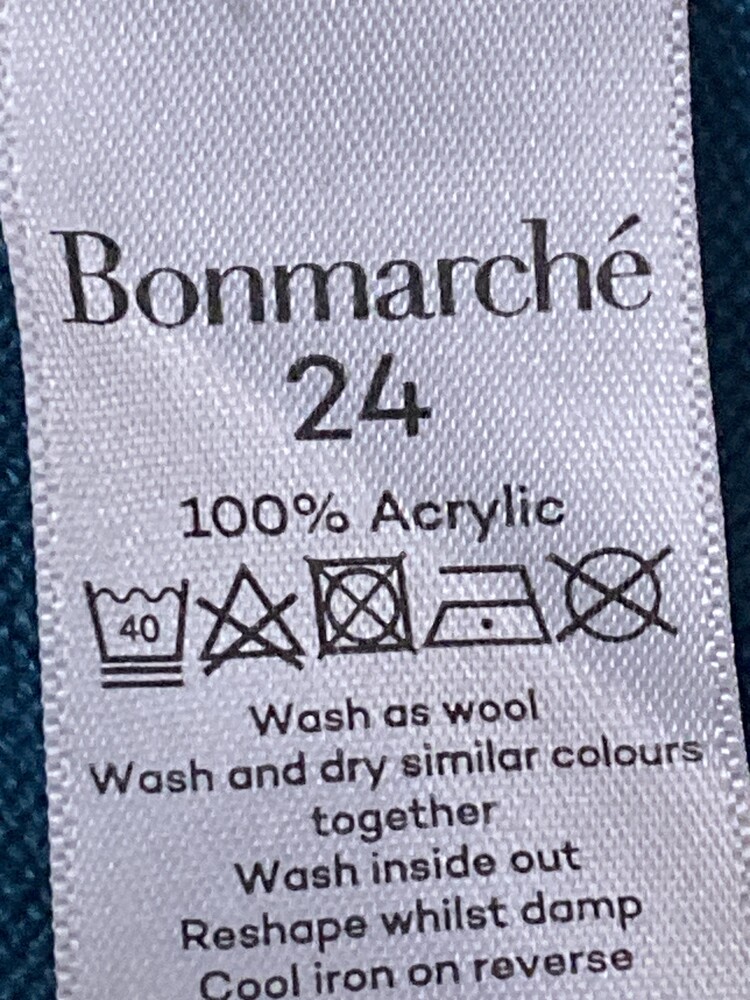 Bonmarché
24
100% Acrylic
40
Wash as wool
Wash and dry similar colours
together
Wash inside out
Reshape whilst damp
Cool iron on reverse